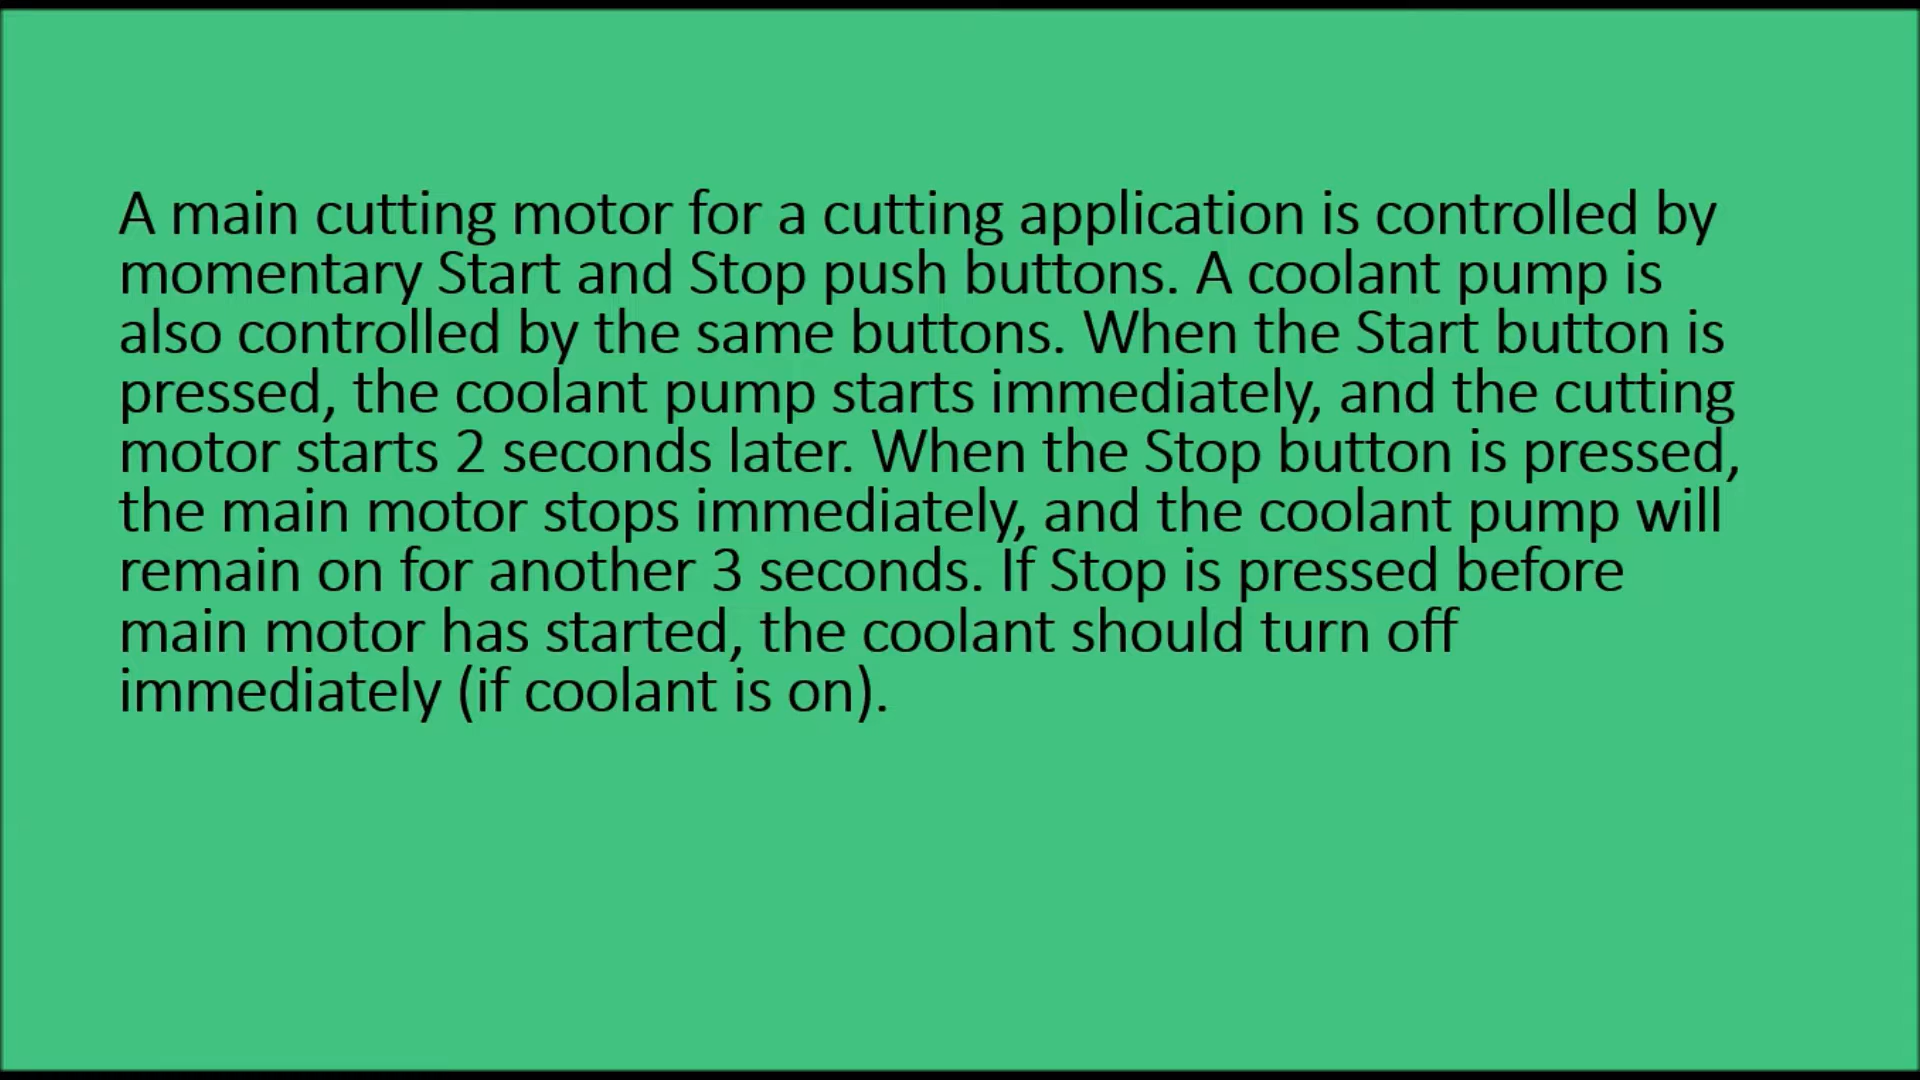 A main cutting motor for a cutting application is controlled by
momentary Start and Stop push buttons. A coolant pump is
also controlled by the same buttons. When the Start button is
pressed, the coolant pump starts immediately, and the cutting
motor starts 2 seconds later. When the Stop button is pressed,
the main motor stops immediately, and the coolant pump will
remain on for another 3 seconds. If Stop is pressed before
main motor has started, the coolant should turn off
immediately (if coolant is on).